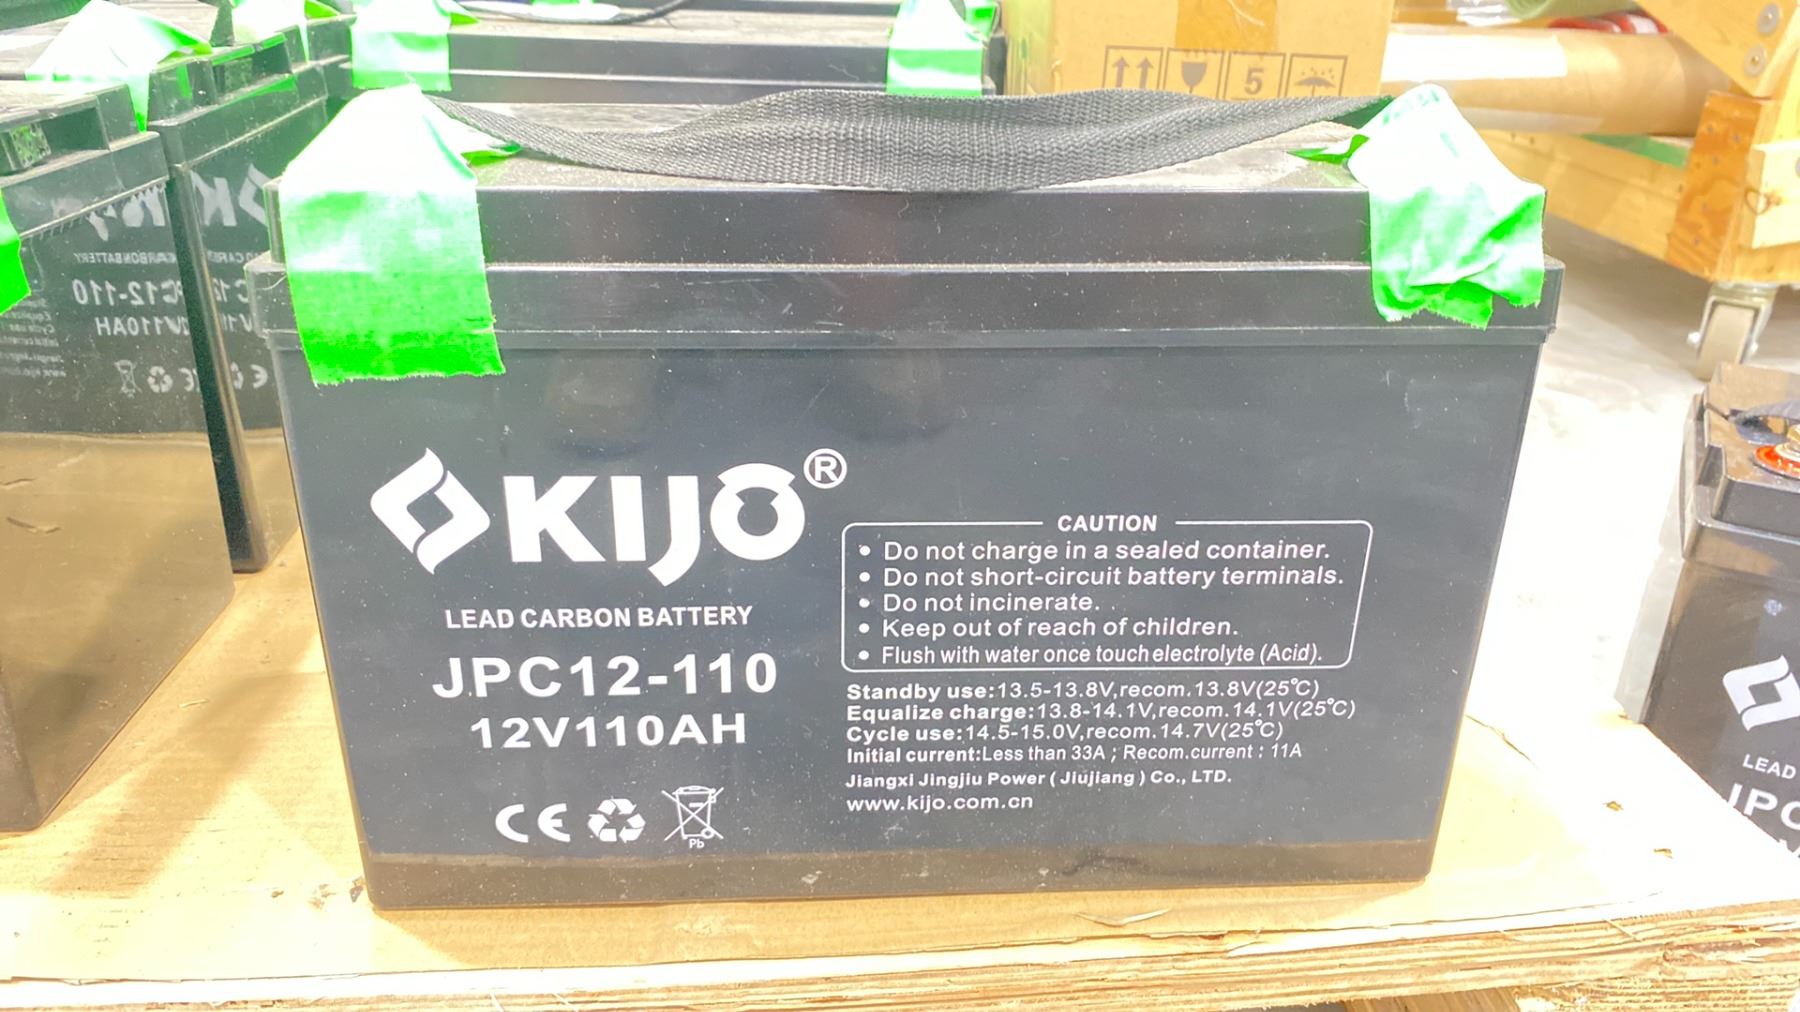 KIJO®
LEAD CARBON BATTERY
JPC12-110
12V110AH
CE
Pb
CAUTION
• Do not charge in a sealed container.
• Do not short-circuit battery terminals.
• Do not incinerate.
• Keep out of reach of children.
• Flush with water once touch electrolyte (Acid).
Standby use:13.5-13.8V,recom.13.8V(25℃)
Equalize charge:13.8-14.1V,recom.14.1V(25℃)
Cycle use:14.5-15.0V,recom.14.7V(25℃)
Initial current:Less than 33A ; Recom.current : 11A
Jiangxi Jingjiu Power ( Jiujiang ) Co., LTD.
www.kijo.com.cn
5
LEAD
JPC